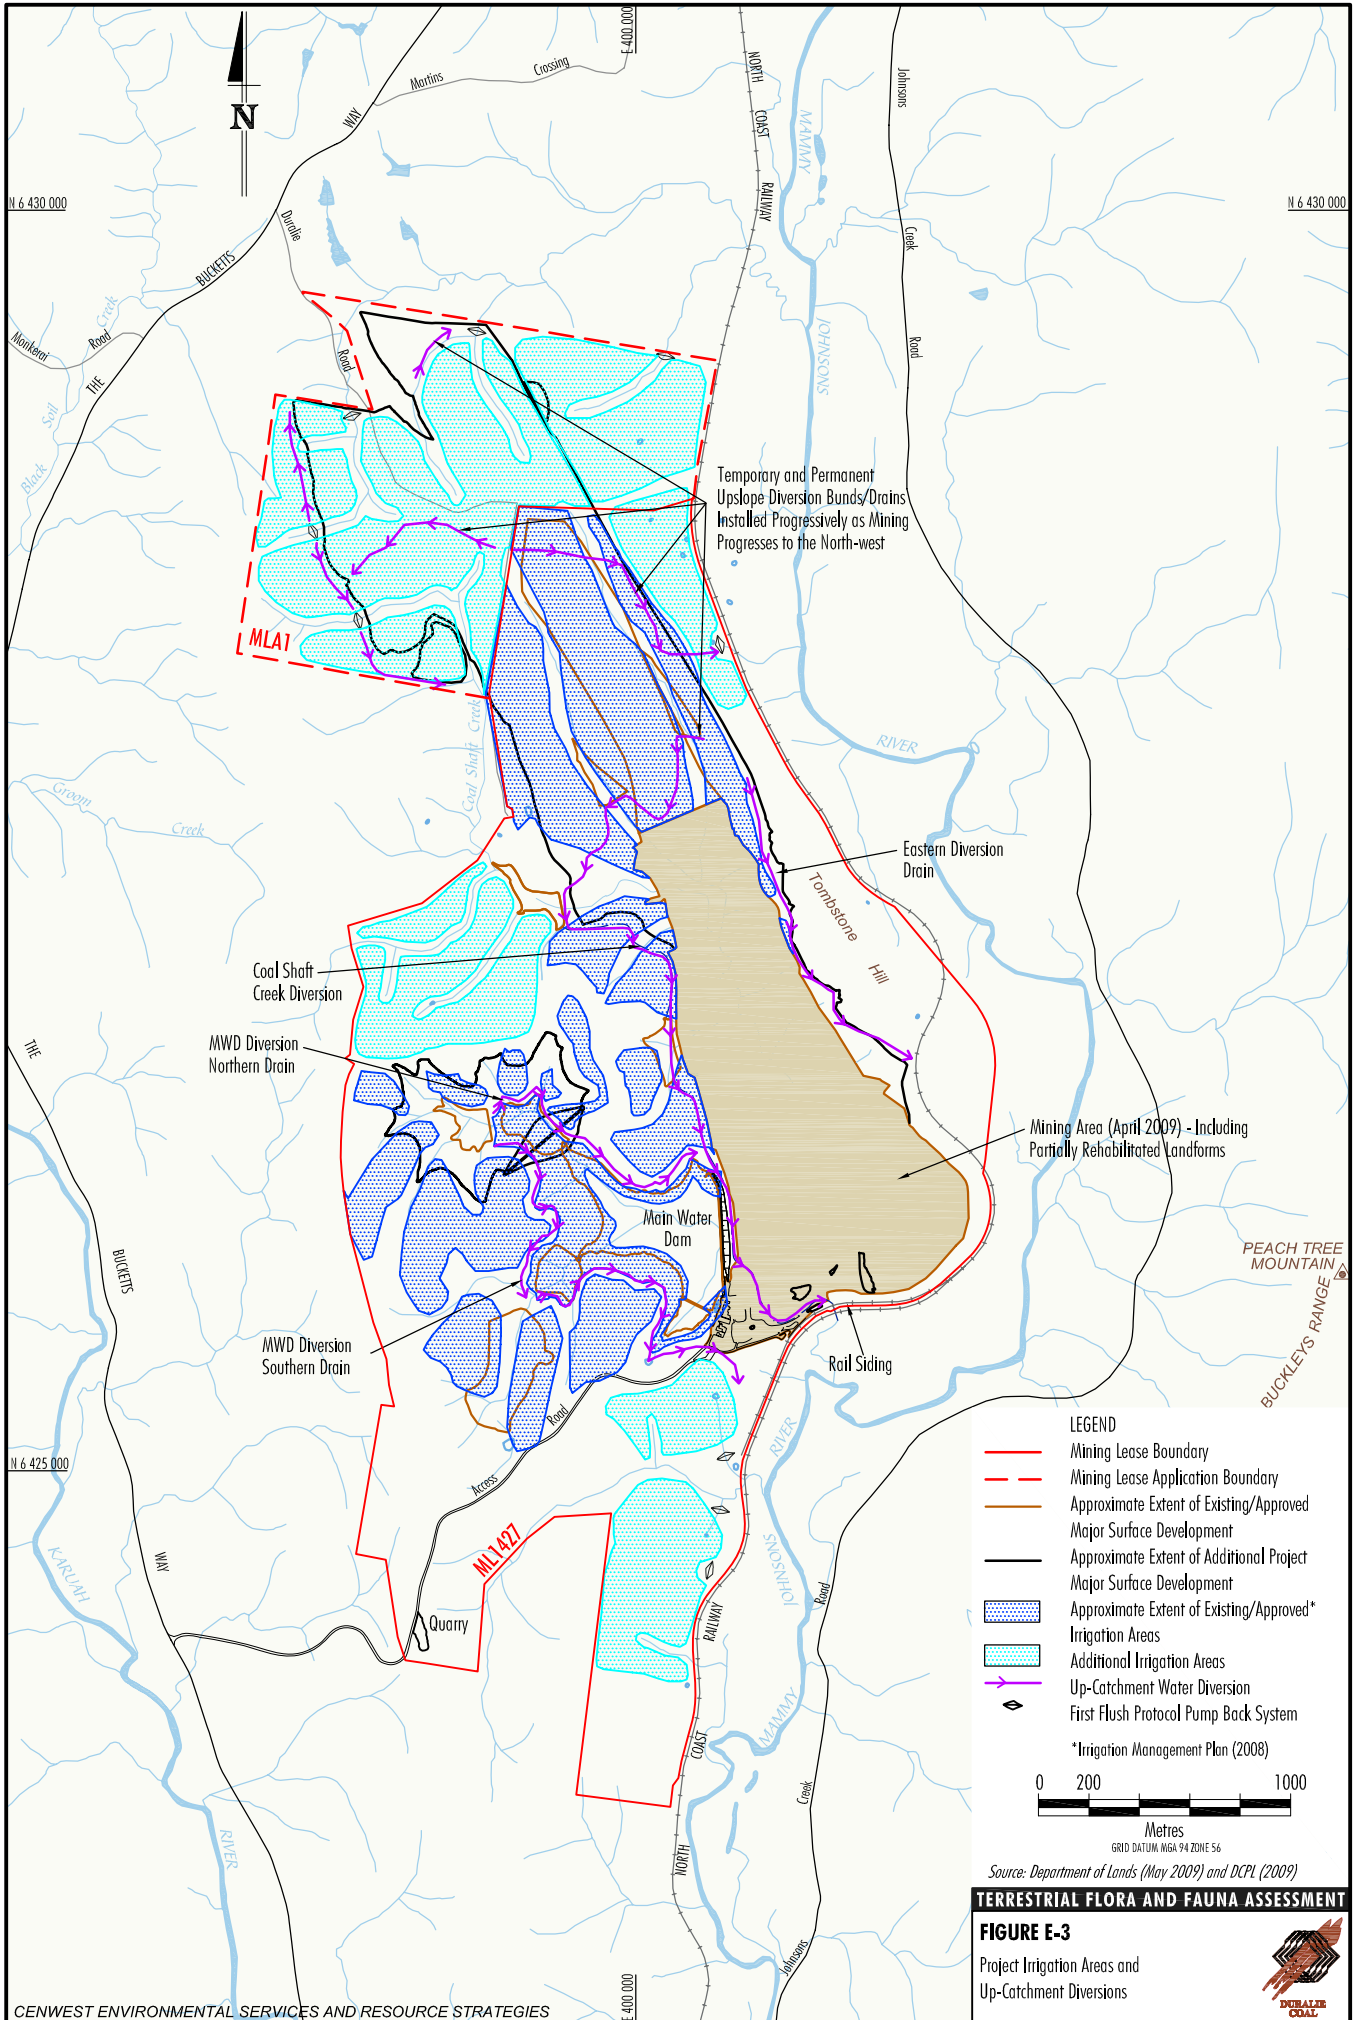 E 400 000
Martins
Crossing
NORTH
COAST
RAILWAY
MAMMY
JOHNSONS
RIVER
Johnsons
Creek
Road
WAY
N
N 6 430 000
N 6 430 000
Duralie
Road
BUCKETTS
THE
Monkerai
Road
Black
Soil
Creek
Temporary and Permanent
Upslope Diversion Bunds/Drains
Installed Progressively as Mining
Progresses to the North-west
MLA1
Coal Shaft Creek
Groom
Creek
Eastern Diversion
Drain
Tombstone
Hill
Coal Shaft
Creek Diversion
MWD Diversion
Northern Drain
THE
BUCKETTS
WAY
Mining Area (April 2009) - Including
Partially Rehabilitated Landforms
Main Water
Dam
PEACH TREE
MOUNTAIN
BUCKLEYS RANGE
MWD Diversion
Southern Drain
Rail Siding
Road
Access
N 6 425 000
RIVER
SNOSNHOJ
MAMMY
Road
Creek
Johnsons
KARUAH
RIVER
ML1427
Quarry
RAILWAY
COAST
NORTH
E 400 000
LEGEND
Mining Lease Boundary
Mining Lease Application Boundary
Approximate Extent of Existing/Approved
Major Surface Development
Approximate Extent of Additional Project
Major Surface Development
Approximate Extent of Existing/Approved*
Irrigation Areas
Additional Irrigation Areas
Up-Catchment Water Diversion
First Flush Protocol Pump Back System
*Irrigation Management Plan (2008)
0 200 1000
Metres
GRID DATUM MGA 94 ZONE 56
Source: Department of Lands (May 2009) and DCPL (2009)
TERRESTRIAL FLORA AND FAUNA ASSESSMENT
FIGURE E-3
Project Irrigation Areas and
Up-Catchment Diversions
DURALIE
COAL
CENWEST ENVIRONMENTAL SERVICES AND RESOURCE STRATEGIES